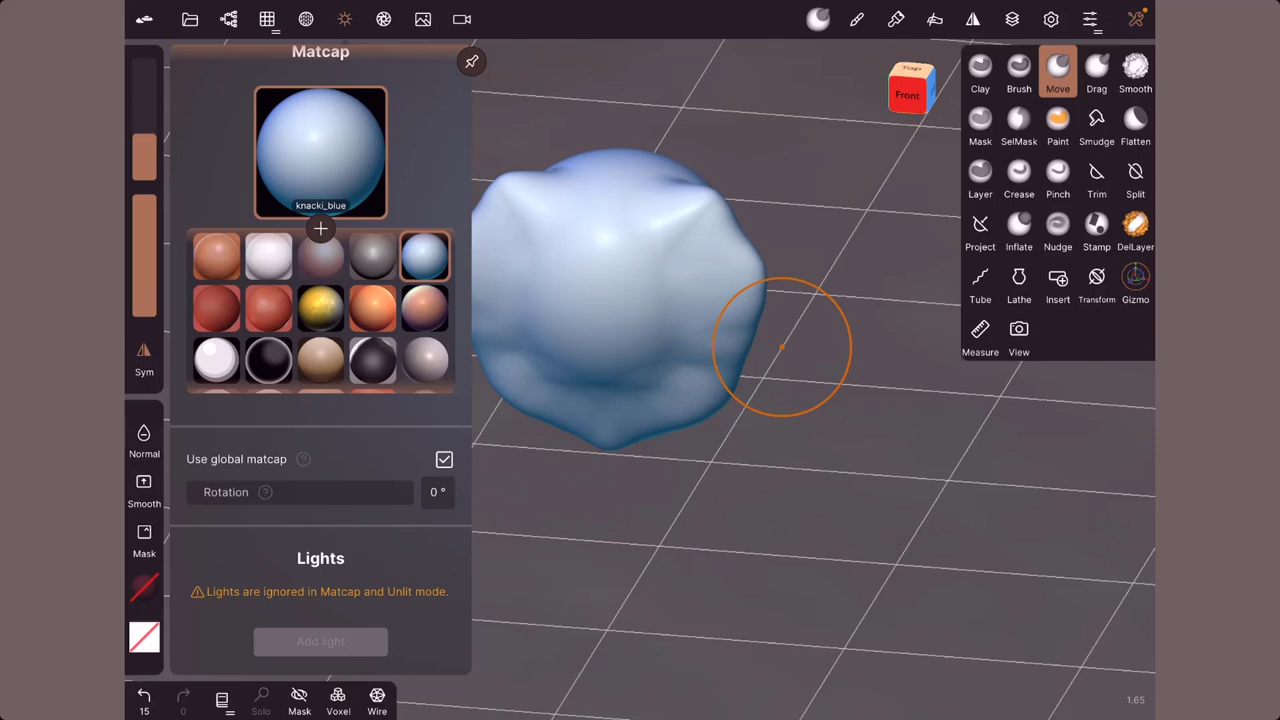 Matcap
knacki_blue
Use global matcap
Rotation
0 °
Lights
Lights are ignored in Matcap and Unlit mode.
Add light
Sym
Normal
Smooth
Mask
15
0
Solo
Mask
Voxel
Wire
Top
Front
Clay Brush Move Drag Smooth
Mask SelMask Paint Smudge Flatten
Layer Crease Pinch Trim Split
Project Inflate Nudge Stamp DelLayer
Tube Lathe Insert Transform Gizmo
Measure View
1.65